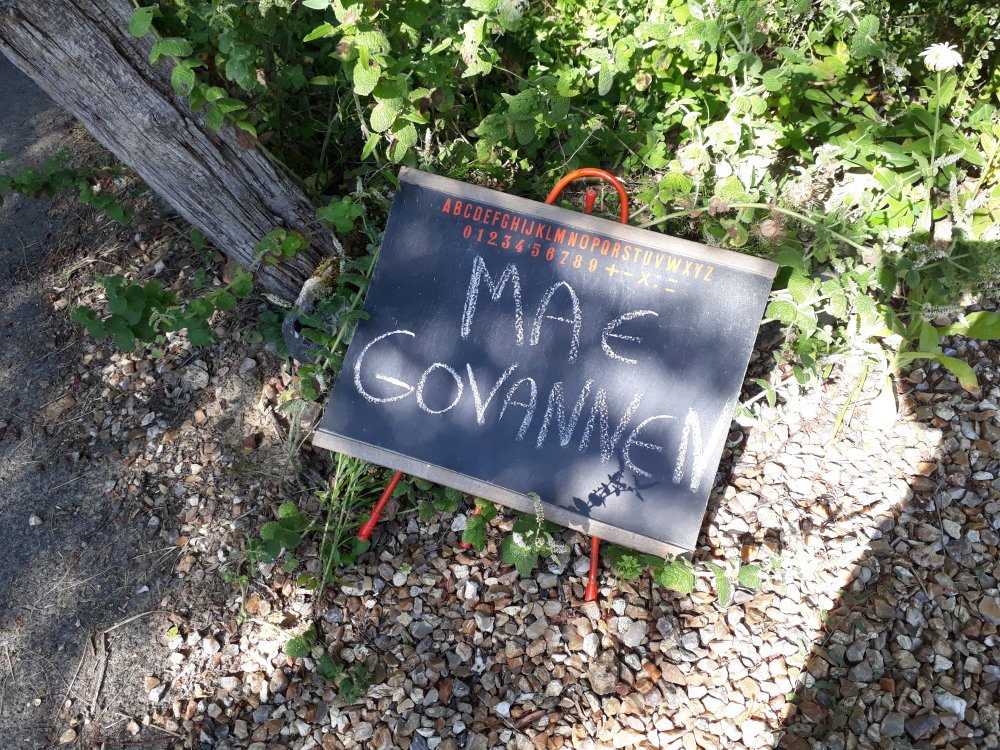 ABCDEFGHIJKLMNOPQRSTUVWXYZ
0123456789+-×:=
MAE
GOVANNEN